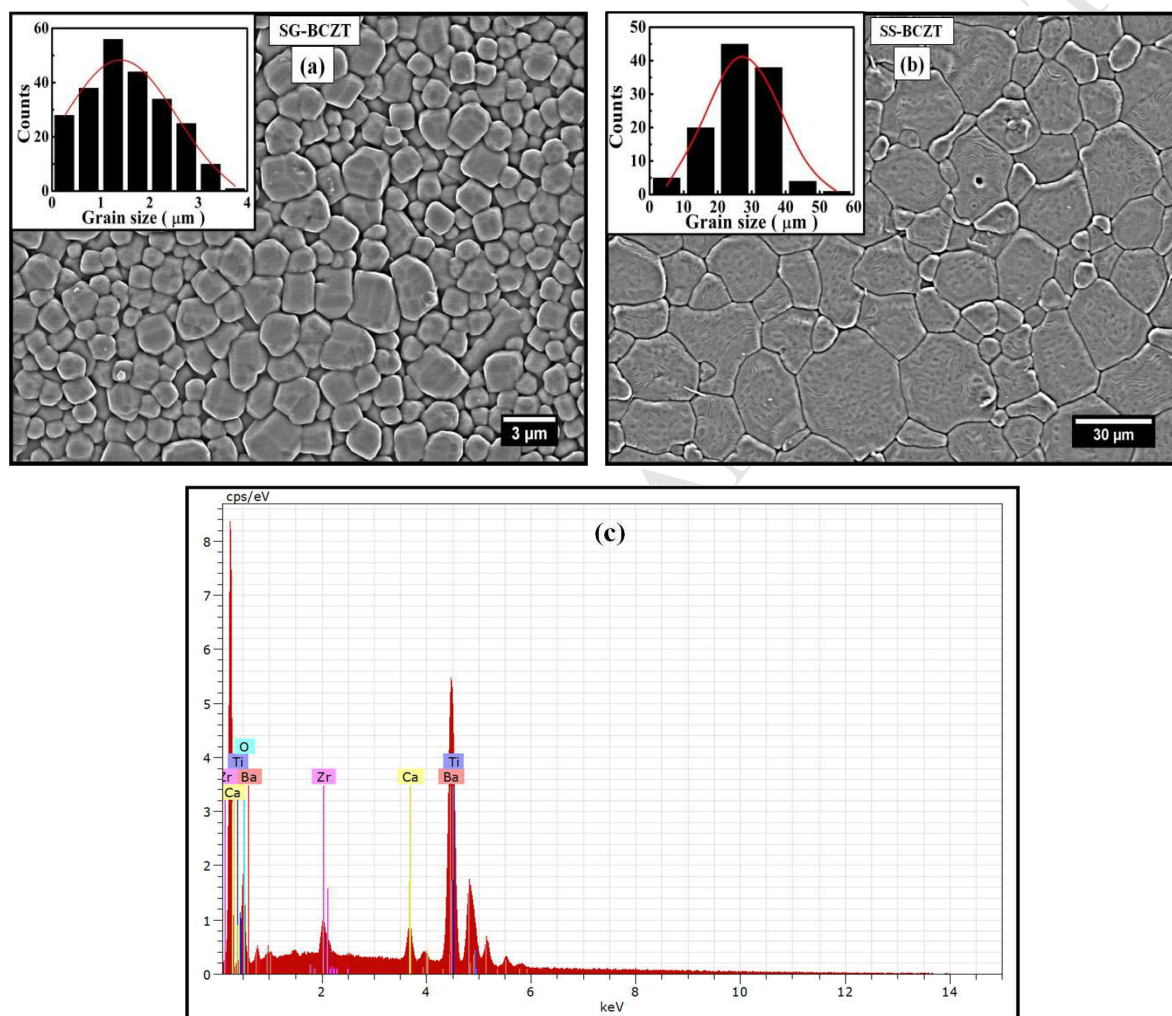 SG-BCZT
(a)
60
40
20
0
Counts
0 1 2 3 4
Grain size ( μm)
3 μm
SS-BCZT
(b)
50
40
30
20
10
0
Counts
0 10 20 30 40 50 60
Grain size ( μm)
30 μm
cps/eV
(c)
8
7
6
5
4
3
2
1
0
O
Ti
Zr Ba
Ca
Zr
Ca
Ti
Ba
2 4 6 8 10 12 14
keV